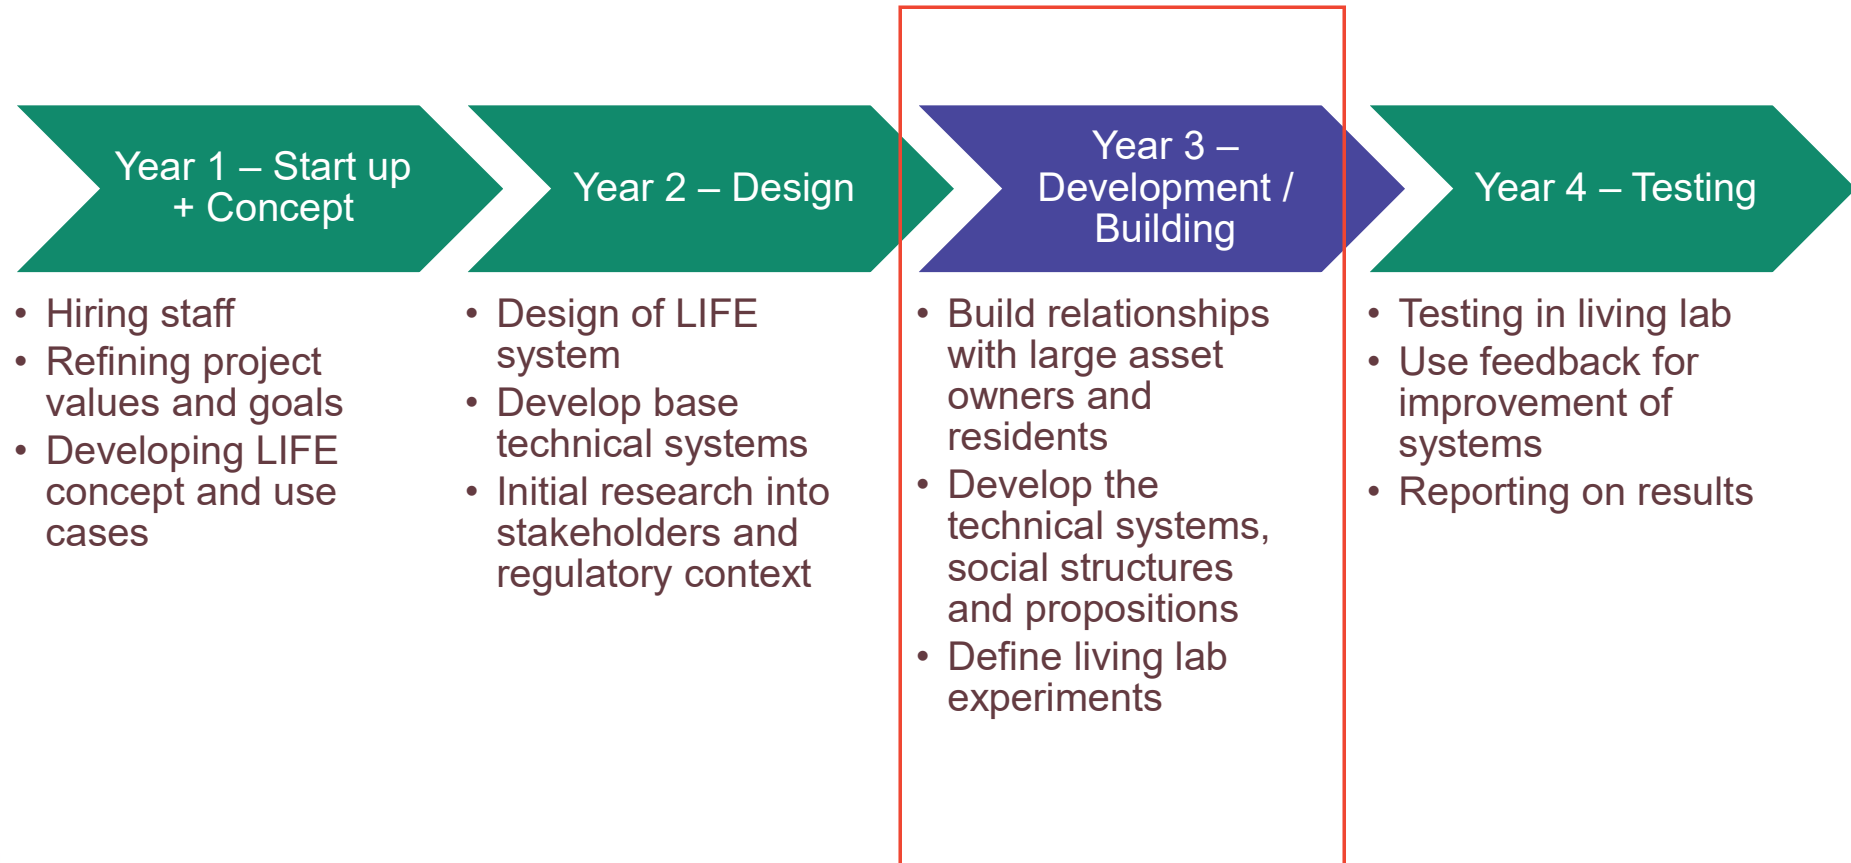 Year 1 – Start up
+ Concept
• Hiring staff
• Refining project
values and goals
• Developing LIFE
concept and use
cases
Year 2 – Design
• Design of LIFE
system
• Develop base
technical systems
• Initial research into
stakeholders and
regulatory context
Year 3 –
Development /
Building
• Build relationships
with large asset
owners and
residents
• Develop the
technical systems,
social structures
and propositions
• Define living lab
experiments
Year 4 – Testing
• Testing in living lab
• Use feedback for
improvement of
systems
• Reporting on results